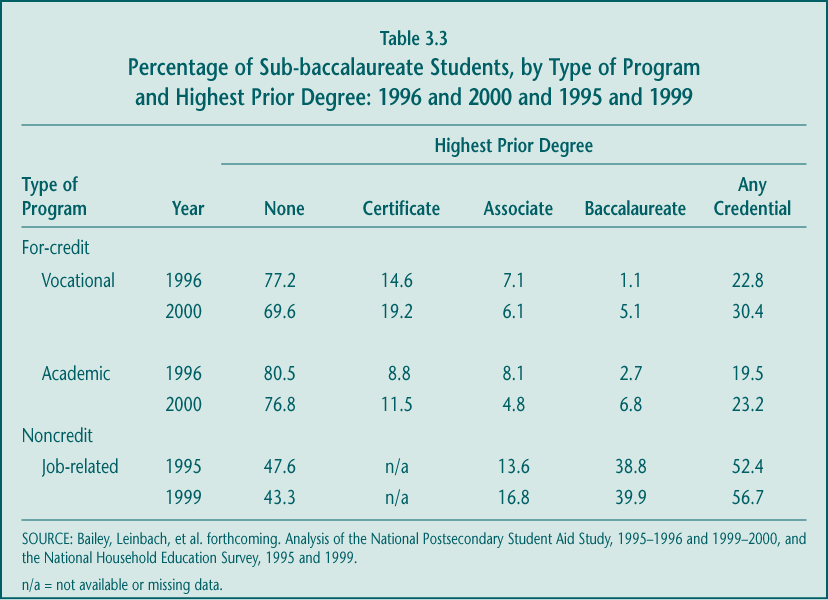 Table 3.3
Percentage of Sub-baccalaureate Students, by Type of Program
and Highest Prior Degree: 1996 and 2000 and 1995 and 1999
Highest Prior Degree
Type of Program Year None Certificate Associate Baccalaureate Any Credential
For-credit
Vocational 1996 77.2 14.6 7.1 1.1 22.8
2000 69.6 19.2 6.1 5.1 30.4
Academic 1996 80.5 8.8 8.1 2.7 19.5
2000 76.8 11.5 4.8 6.8 23.2
Noncredit
Job-related 1995 47.6 n/a 13.6 38.8 52.4
1999 43.3 n/a 16.8 39.9 56.7
SOURCE: Bailey, Leinbach, et al. forthcoming. Analysis of the National Postsecondary Student Aid Study, 1995–1996 and 1999–2000, and
the National Household Education Survey, 1995 and 1999.
n/a = not available or missing data.